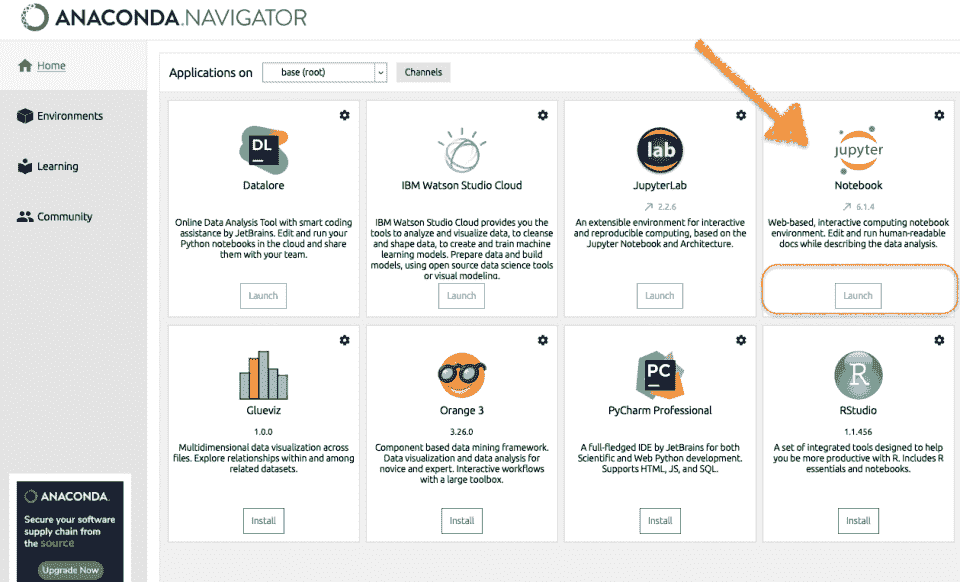 ANACONDA.NAVIGATOR
Home
Environments
Learning
Community
Applications on
base (root)
Channels
DL
Datalore
Online Data Analysis Tool with smart coding
assistance by JetBrains. Edit and run your
Python notebooks in the cloud and share
them with your team.
Launch
IBM Watson Studio Cloud
IBM Watson Studio Cloud provides you the
tools to analyze and visualize data, to cleanse
and shape data, to create and train machine
learning models. Prepare data and build
models, using open source data science tools
or visual modeling.
Launch
lab
JupyterLab
2.2.6
An extensible environment for interactive
and reproducible computing, based on the
Jupyter Notebook and Architecture.
Launch
jupyter
Notebook
6.1.4
Web-based, interactive computing notebook
environment. Edit and run human-readable
docs while describing the data analysis.
Launch
Glueviz
1.0.0
Multidimensional data visualization across
files. Explore relationships within and among
related datasets.
Install
Orange 3
3.26.0
Component based data mining framework.
Data visualization and data analysis for
novice and expert. Interactive workflows
with a large toolbox.
Install
PC
PyCharm Professional
A full-fledged IDE by JetBrains for both
Scientific and Web Python development.
Supports HTML, JS, and SQL.
Install
R
RStudio
1.1.456
A set of integrated tools designed to help
you be more productive with R. Includes R
essentials and notebooks.
Install
ANACONDA.
Secure your software
supply chain from
the source
Upgrade Now